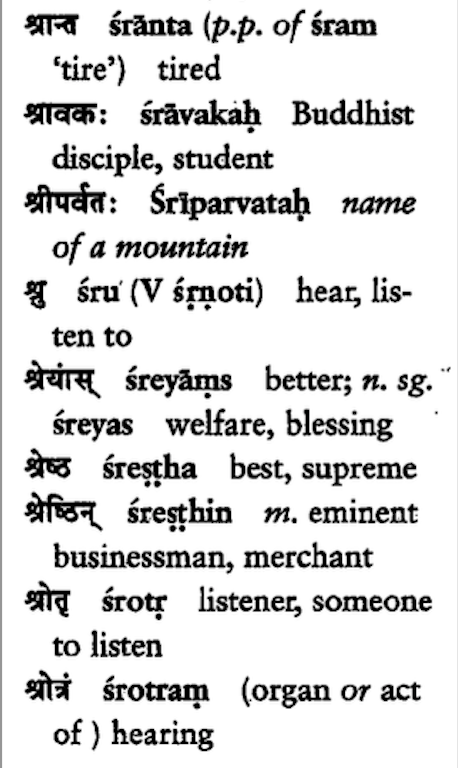 श्रान्त śrānta (p.p. of śram
‘tire’) tired
श्रावकः śrāvakaḥ Buddhist
disciple, student
श्रीपर्वतः Śrīparvataḥ name
of a mountain
श्रु śru (V śṛṇoti) hear, lis-
ten to
श्रेयांस् śreyāṃs better; n. sg.
śreyas welfare, blessing
श्रेष्ठ śreṣṭha best, supreme
श्रेष्ठिन् śreṣṭhin m. eminent
businessman, merchant
श्रोतृ śrotṛ listener, someone
to listen
श्रोत्रं śrotraṃ (organ or act
of ) hearing